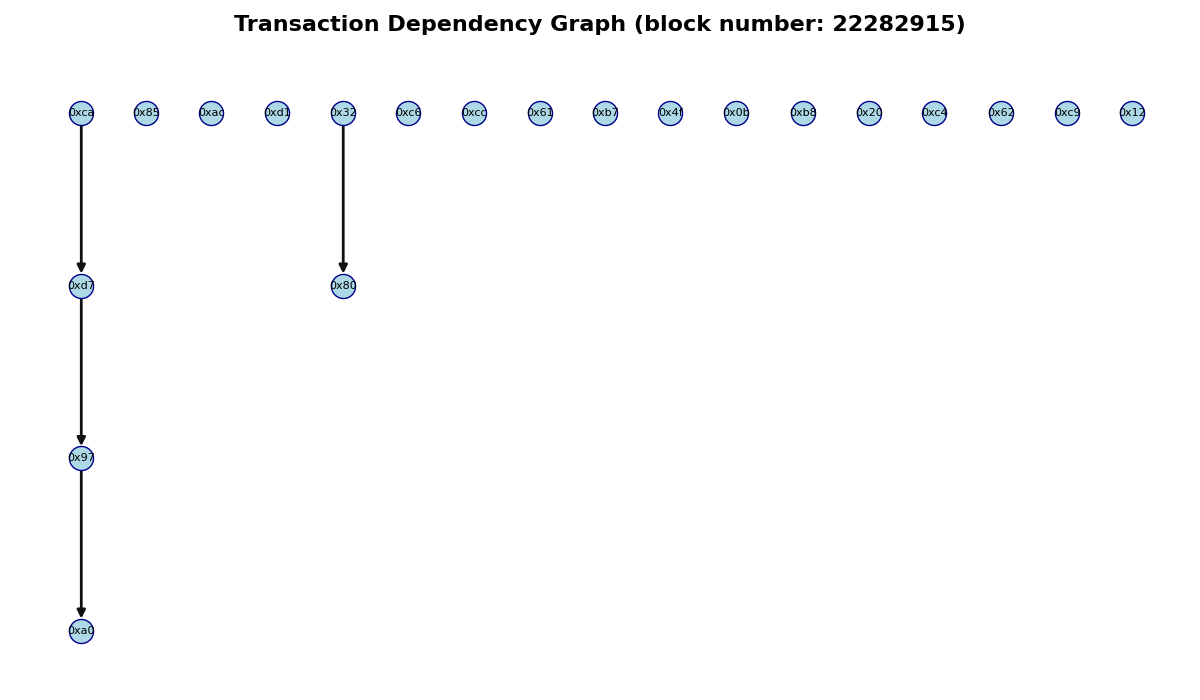 Transaction Dependency Graph (block number: 22282915)
0xca 0x85 0xac 0xd1 0x32 0xc6 0xcc 0x61 0xb7 0x4f 0x0b 0xb8 0x20 0xc4 0x62 0xc9 0x12
0xd7 0x80
0x97
0xa0